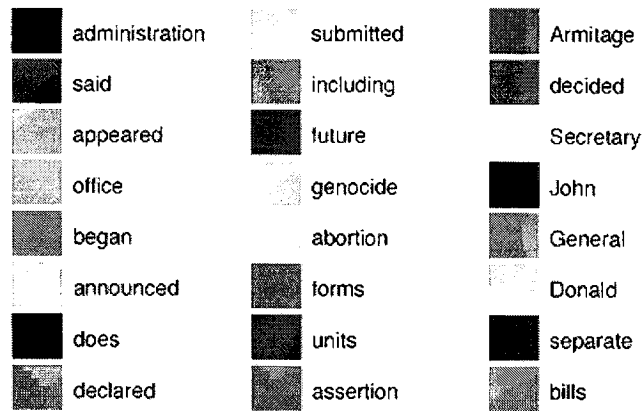 administration submitted Armitage
said including decided
appeared future Secretary
office genocide John
began abortion General
announced forms Donald
does units separate
declared assertion bills